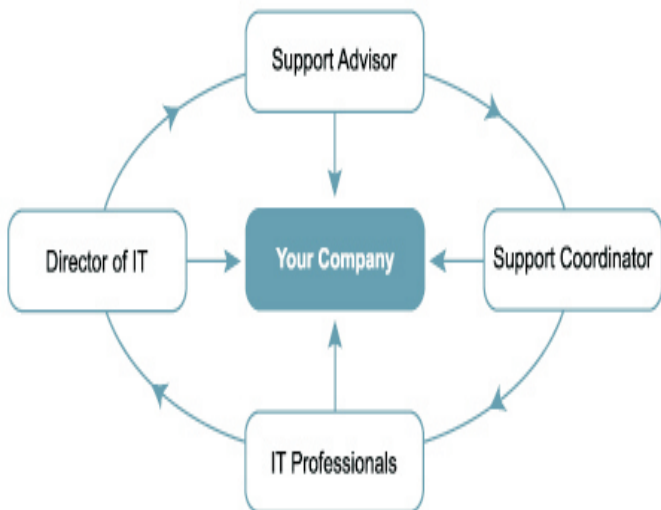 Support Advisor
Director of IT
Your Company
Support Coordinator
IT Professionals